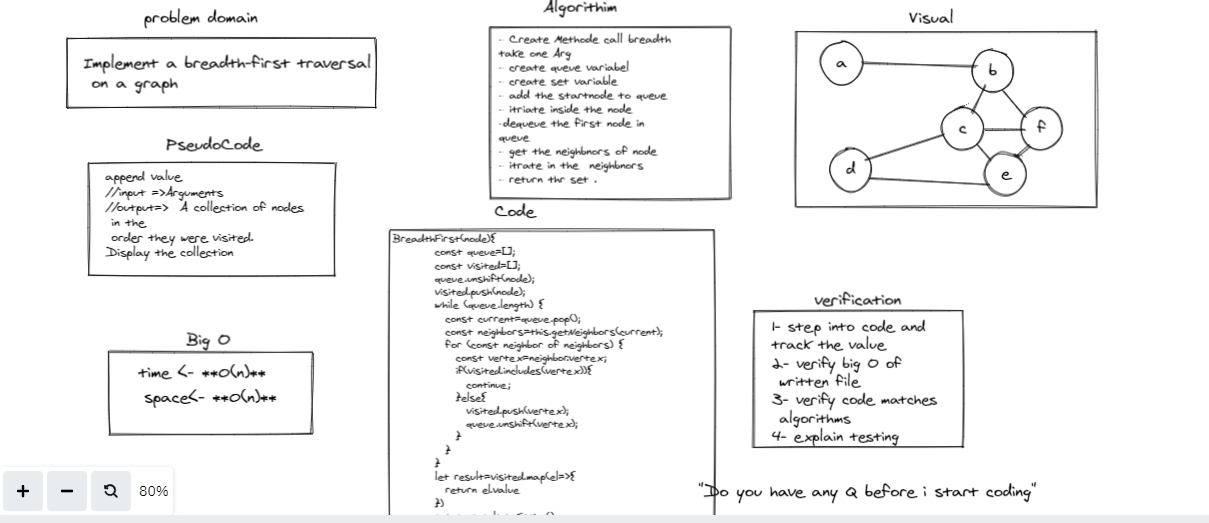 problem domain
Implement a breadth-first traversal
on a graph
PseudoCode
append value
//input =>Arguments
//output=> A collection of nodes
in the
order they were visited.
Display the collection
Big O
time <- **O(n)**
space<- **O(n)**
Algorithim
- Create Methode call breadth
take one Arg
- create queue variabel
- create set variable
- add the startnode to queue
- itriate inside the node
-dequeue the first node in
queue
- get the neighbnors of node
- itrate in the neighbnors
- return thr set .
Code
BreadthFirst(node){
const queue=[];
const visited=[];
queue.unshift(node);
visited.push(node);
while (queue.length) {
const current=queue.pop();
const neighbors=this.getNeighbors(current);
for (const neighbor of neighbors) {
const vertex=neighbor.vertex;
if(visited.includes(vertex)){
continue;
}else{
visited.push(vertex);
queue.unshift(vertex);
}
}
}
let result=visited.map(el=>{
return el.value
})
Visual
a
b
c
f
d
e
verification
1- step into code and
track the value
2- verify big O of
written file
3- verify code matches
algorithms
4- explain testing
"Do you have any Q before i start coding"
80%